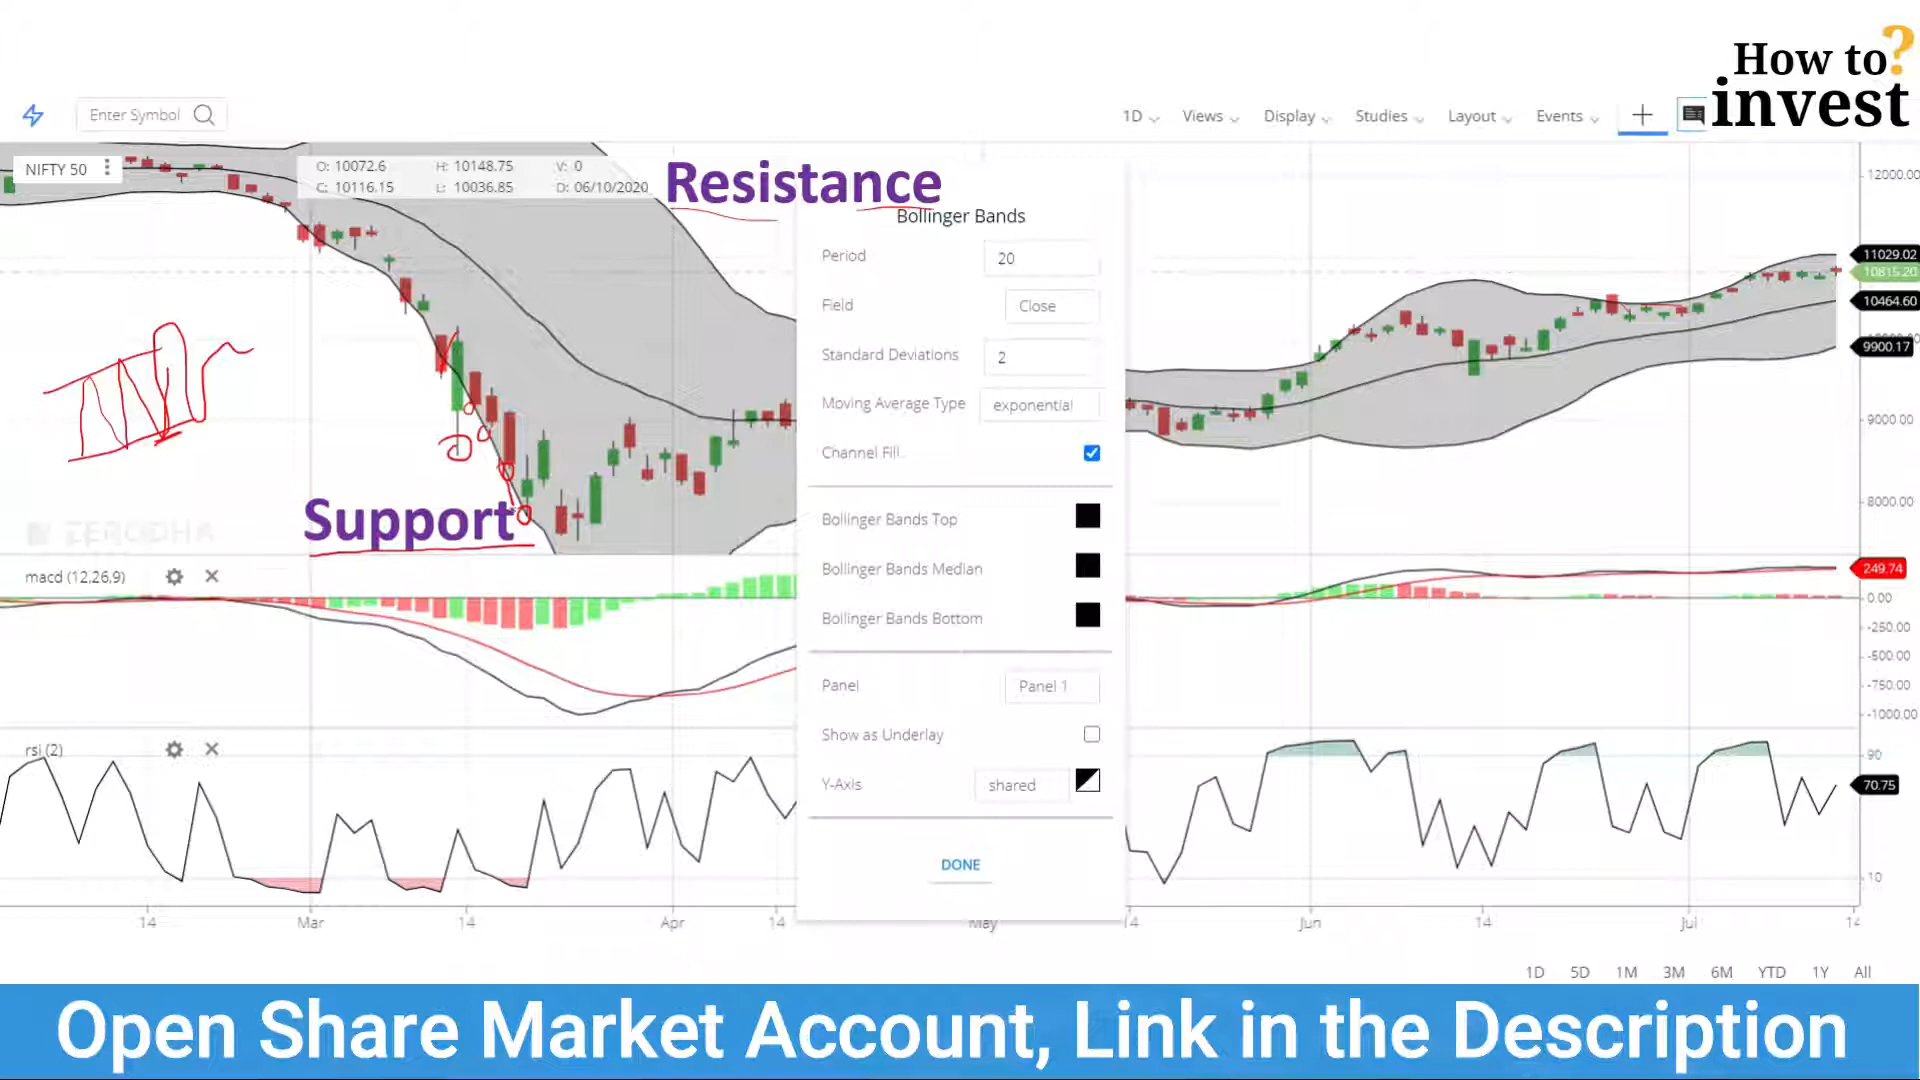 How to?
invest
Enter Symbol
1D Views Display Studies Layout Events
NIFTY 50
O: 10072.6 H: 10148.75 V: 0
C: 10116.15 L: 10036.85 D: 06/10/2020
Resistance
Bollinger Bands
Period 20
Field Close
Standard Deviations 2
Moving Average Type exponential
Channel Fill
Bollinger Bands Top
Bollinger Bands Median
Bollinger Bands Bottom
Panel Panel 1
Show as Underlay
Y-Axis shared
DONE
Support
ZERODHA
12000.00
11029.02
10815.20
10464.60
9900.17
9000.00
8000.00
macd (12,26,9)
249.74
0.00
-250.00
-500.00
-750.00
-1000.00
rsi (2)
90
70.75
10
14 Mar 14 Apr 14 May 14 Jun 14 Jul 14
1D 5D 1M 3M 6M YTD 1Y All
Open Share Market Account, Link in the Description